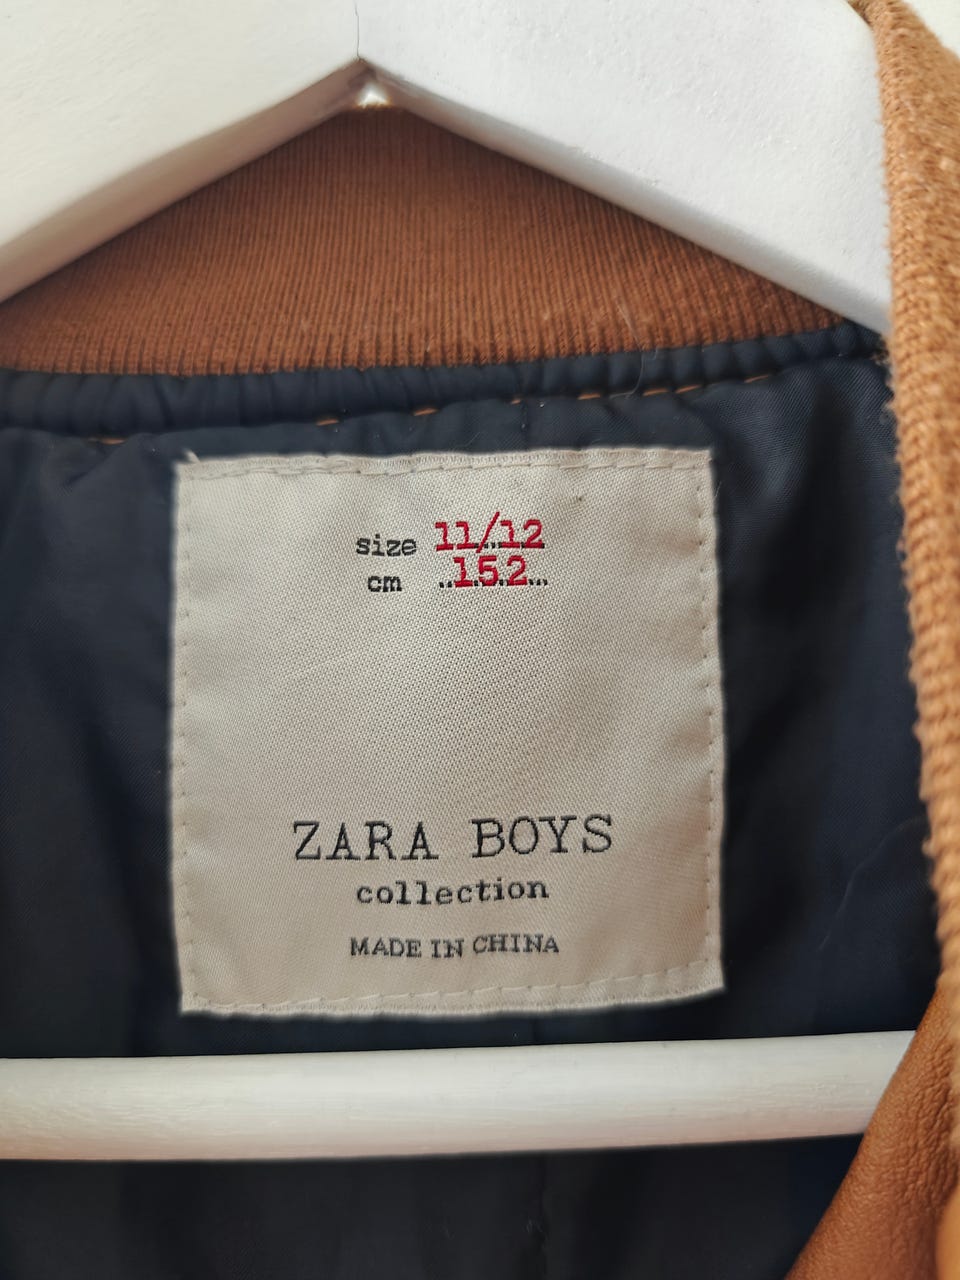 size 11/12
cm ..152...
ZARA BOYS
collection
MADE IN CHINA